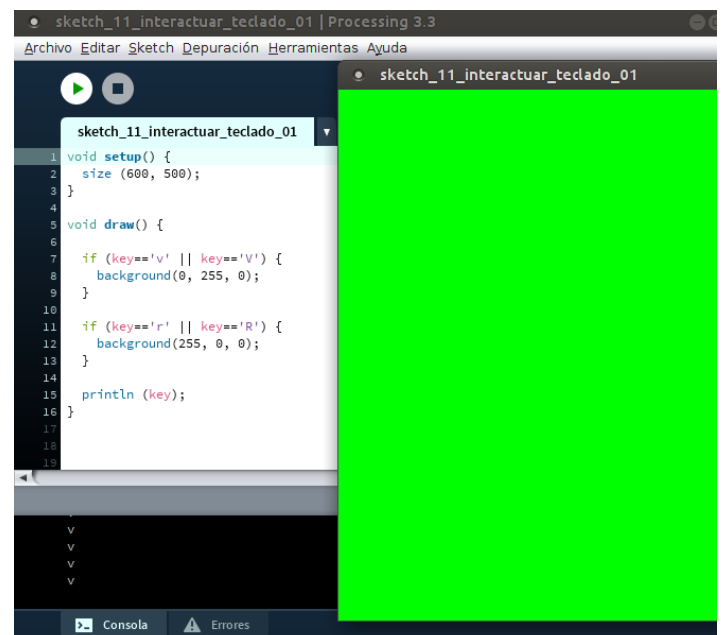 sketch_11_interactuar_teclado_01 | Processing 3.3
Archivo Editar Sketch Depuración Herramientas Ayuda
sketch_11_interactuar_teclado_01
sketch_11_interactuar_teclado_01
1 void setup() {
2 size (600, 500);
3 }
4
5 void draw() {
6
7 if (key=='v' || key=='V') {
8 background(0, 255, 0);
9 }
10
11 if (key=='r' || key=='R') {
12 background(255, 0, 0);
13 }
14
15 println (key);
16 }
17
18
19
v
v
v
v
Consola Errores